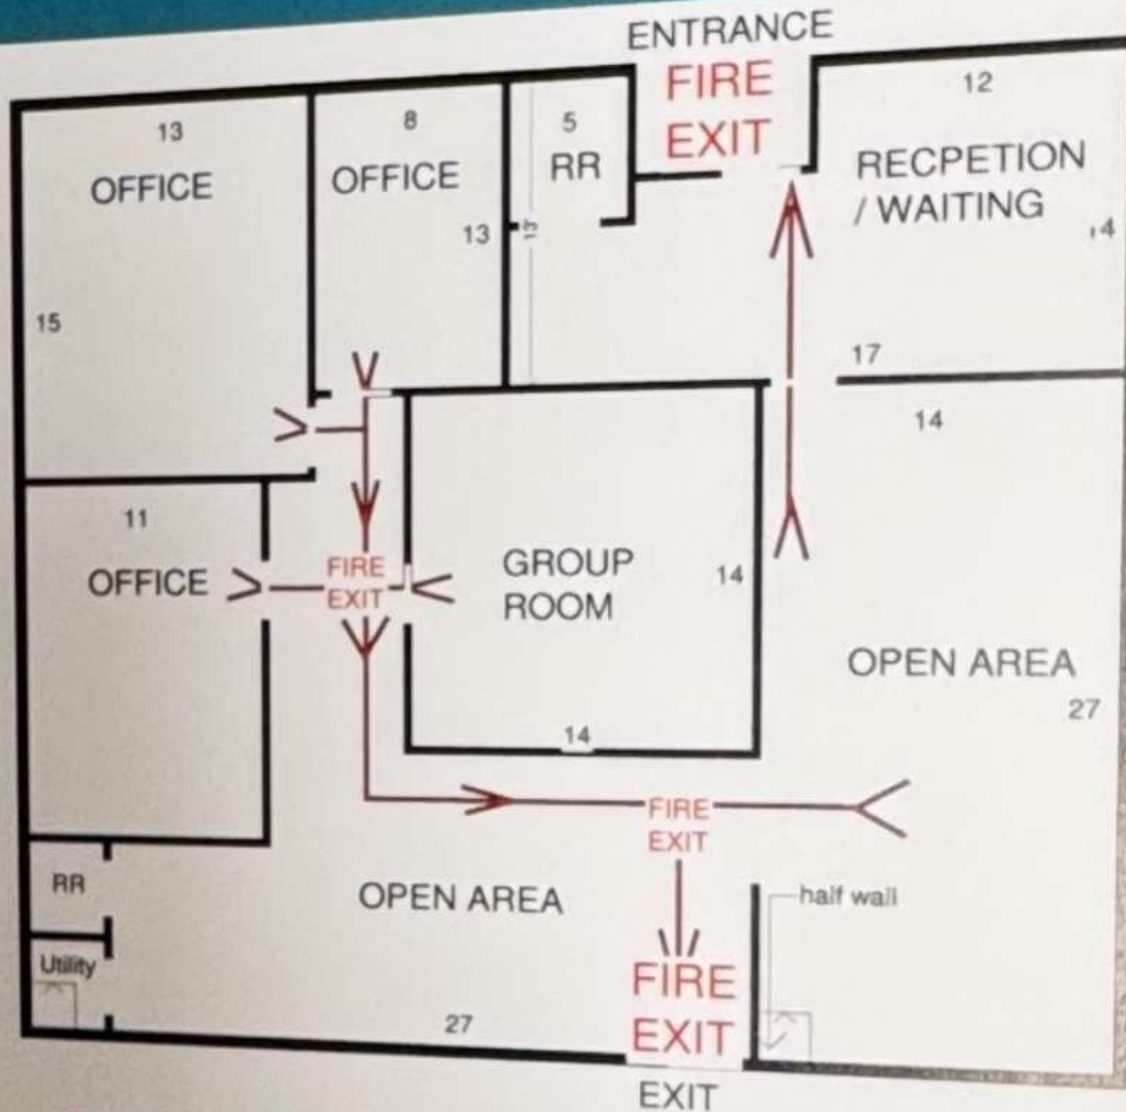 ENTRANCE
FIRE
EXIT
13
OFFICE
15
8
OFFICE
13
5
RR
13
12
RECPETION
/ WAITING
14
17
14
11
OFFICE
FIRE
EXIT
GROUP
ROOM
14
14
OPEN AREA
27
FIRE
EXIT
RR
OPEN AREA
half wall
Utility
27
FIRE
EXIT
EXIT